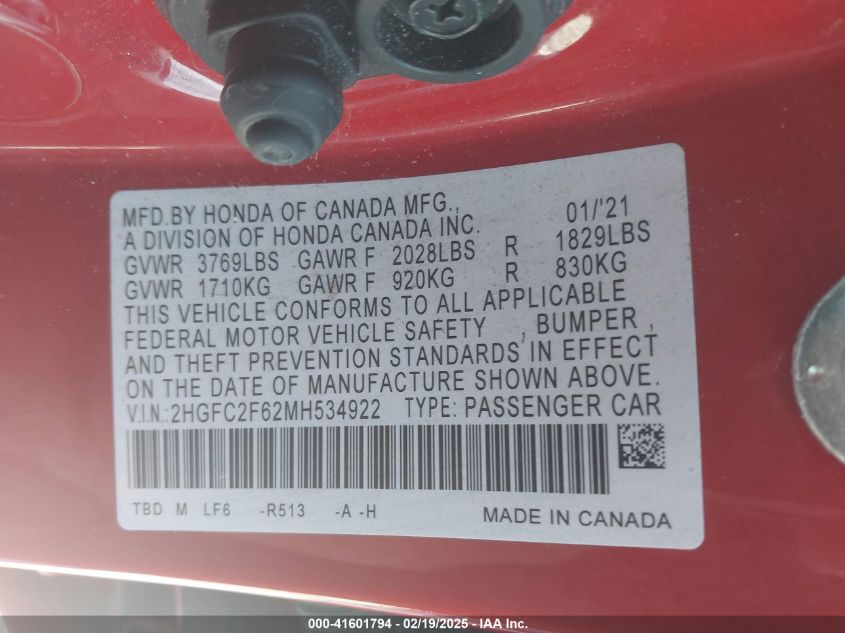 MFD.BY HONDA OF CANADA MFG., 01/'21
A DIVISION OF HONDA CANADA INC.
GVWR 3769LBS GAWR F 2028LBS R 1829LBS
GVWR 1710KG GAWR F 920KG R 830KG
THIS VEHICLE CONFORMS TO ALL APPLICABLE
FEDERAL MOTOR VEHICLE SAFETY , BUMPER ,
AND THEFT PREVENTION STANDARDS IN EFFECT
ON THE DATE OF MANUFACTURE SHOWN ABOVE.
V.I.N.:2HGFC2F62MH534922 TYPE: PASSENGER CAR
TBD M LF6 -R513 -A -H MADE IN CANADA
000-41601794 - 02/19/2025 - IAA Inc.